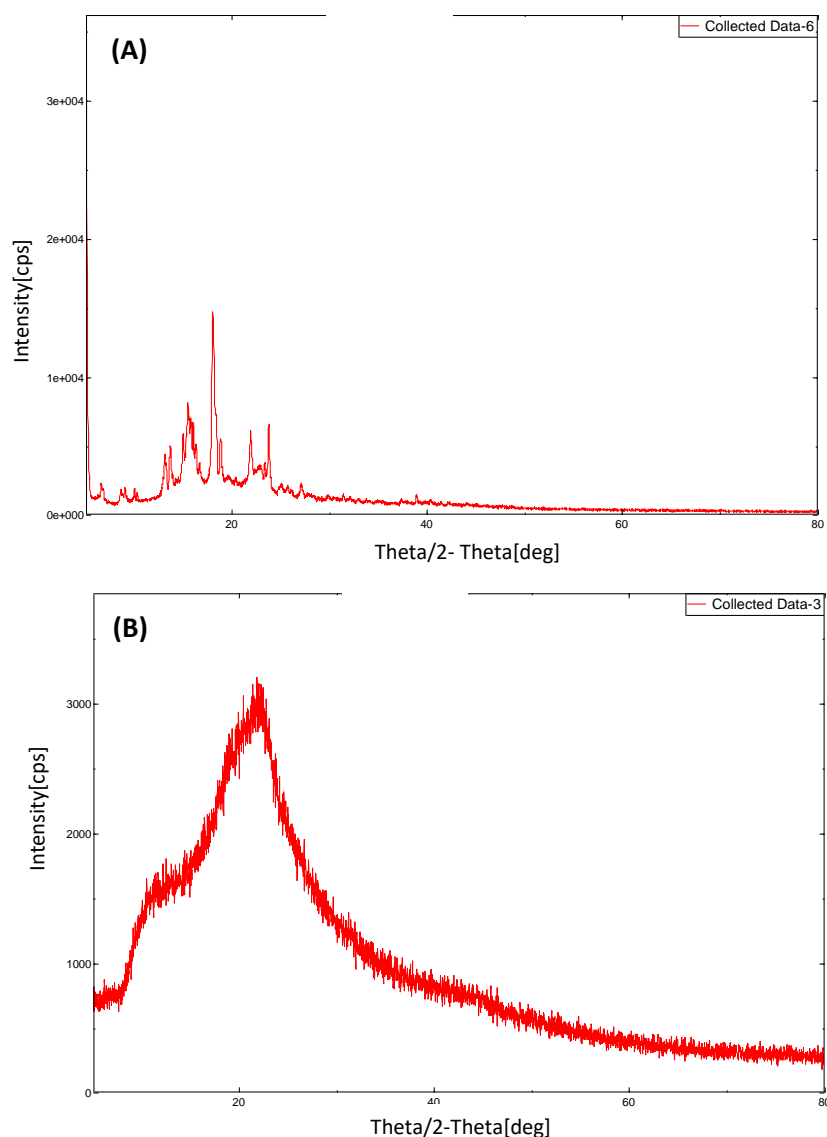 (A)
Collected Data-6
3e+004
2e+004
1e+004
0e+000
Intensity[cps]
20
40
60
80
Theta/2- Theta[deg]
(B)
Collected Data-3
3000
2000
1000
0
Intensity[cps]
20
40
60
80
Theta/2-Theta[deg]